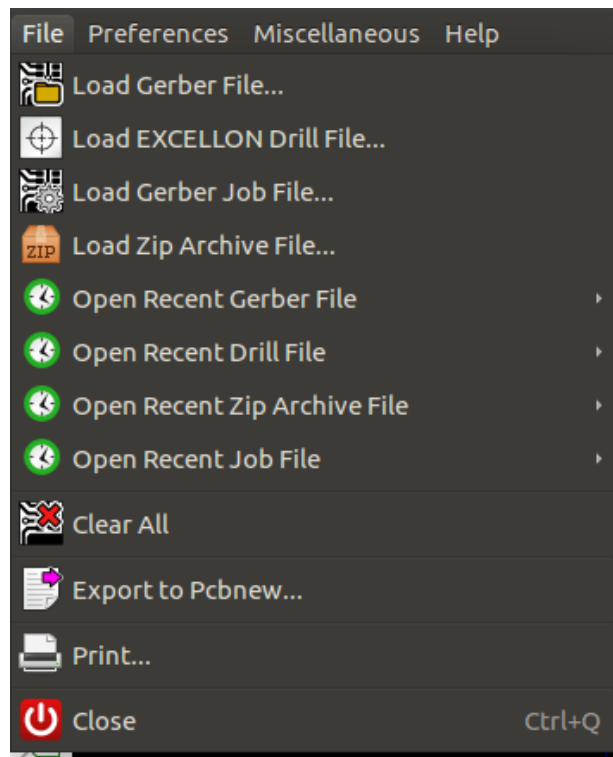 File Preferences Miscellaneous Help
Load Gerber File...
Load EXCELLON Drill File...
Load Gerber Job File...
ZIP Load Zip Archive File...
Open Recent Gerber File
Open Recent Drill File
Open Recent Zip Archive File
Open Recent Job File
Clear All
Export to Pcbnew...
Print...
Close Ctrl+Q